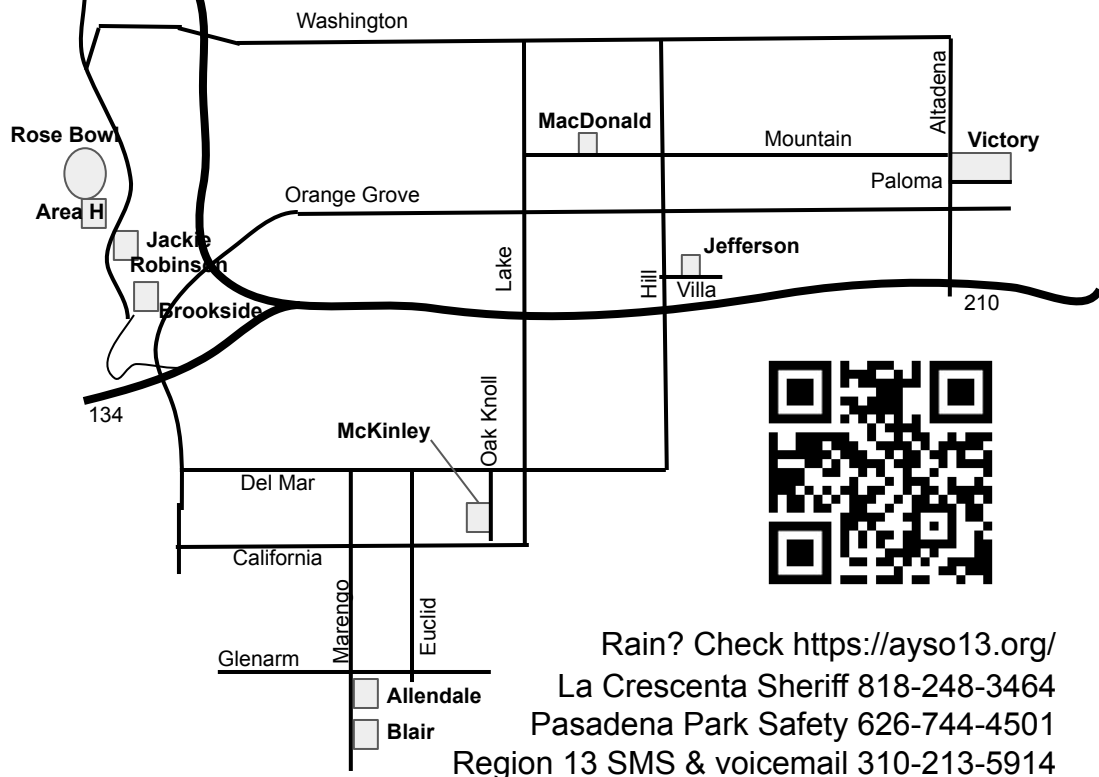 Washington
Altadena
Rose Bowl
MacDonald
Mountain
Victory
Paloma
Orange Grove
Area H
Jackie
Robinson
Lake
Hill
Jefferson
Villa
Brookside
210
134
McKinley
Oak Knoll
Del Mar
California
Marengo
Euclid
Glenarm
Allendale
Blair
Rain? Check https://ayso13.org/
La Crescenta Sheriff 818-248-3464
Pasadena Park Safety 626-744-4501
Region 13 SMS & voicemail 310-213-5914